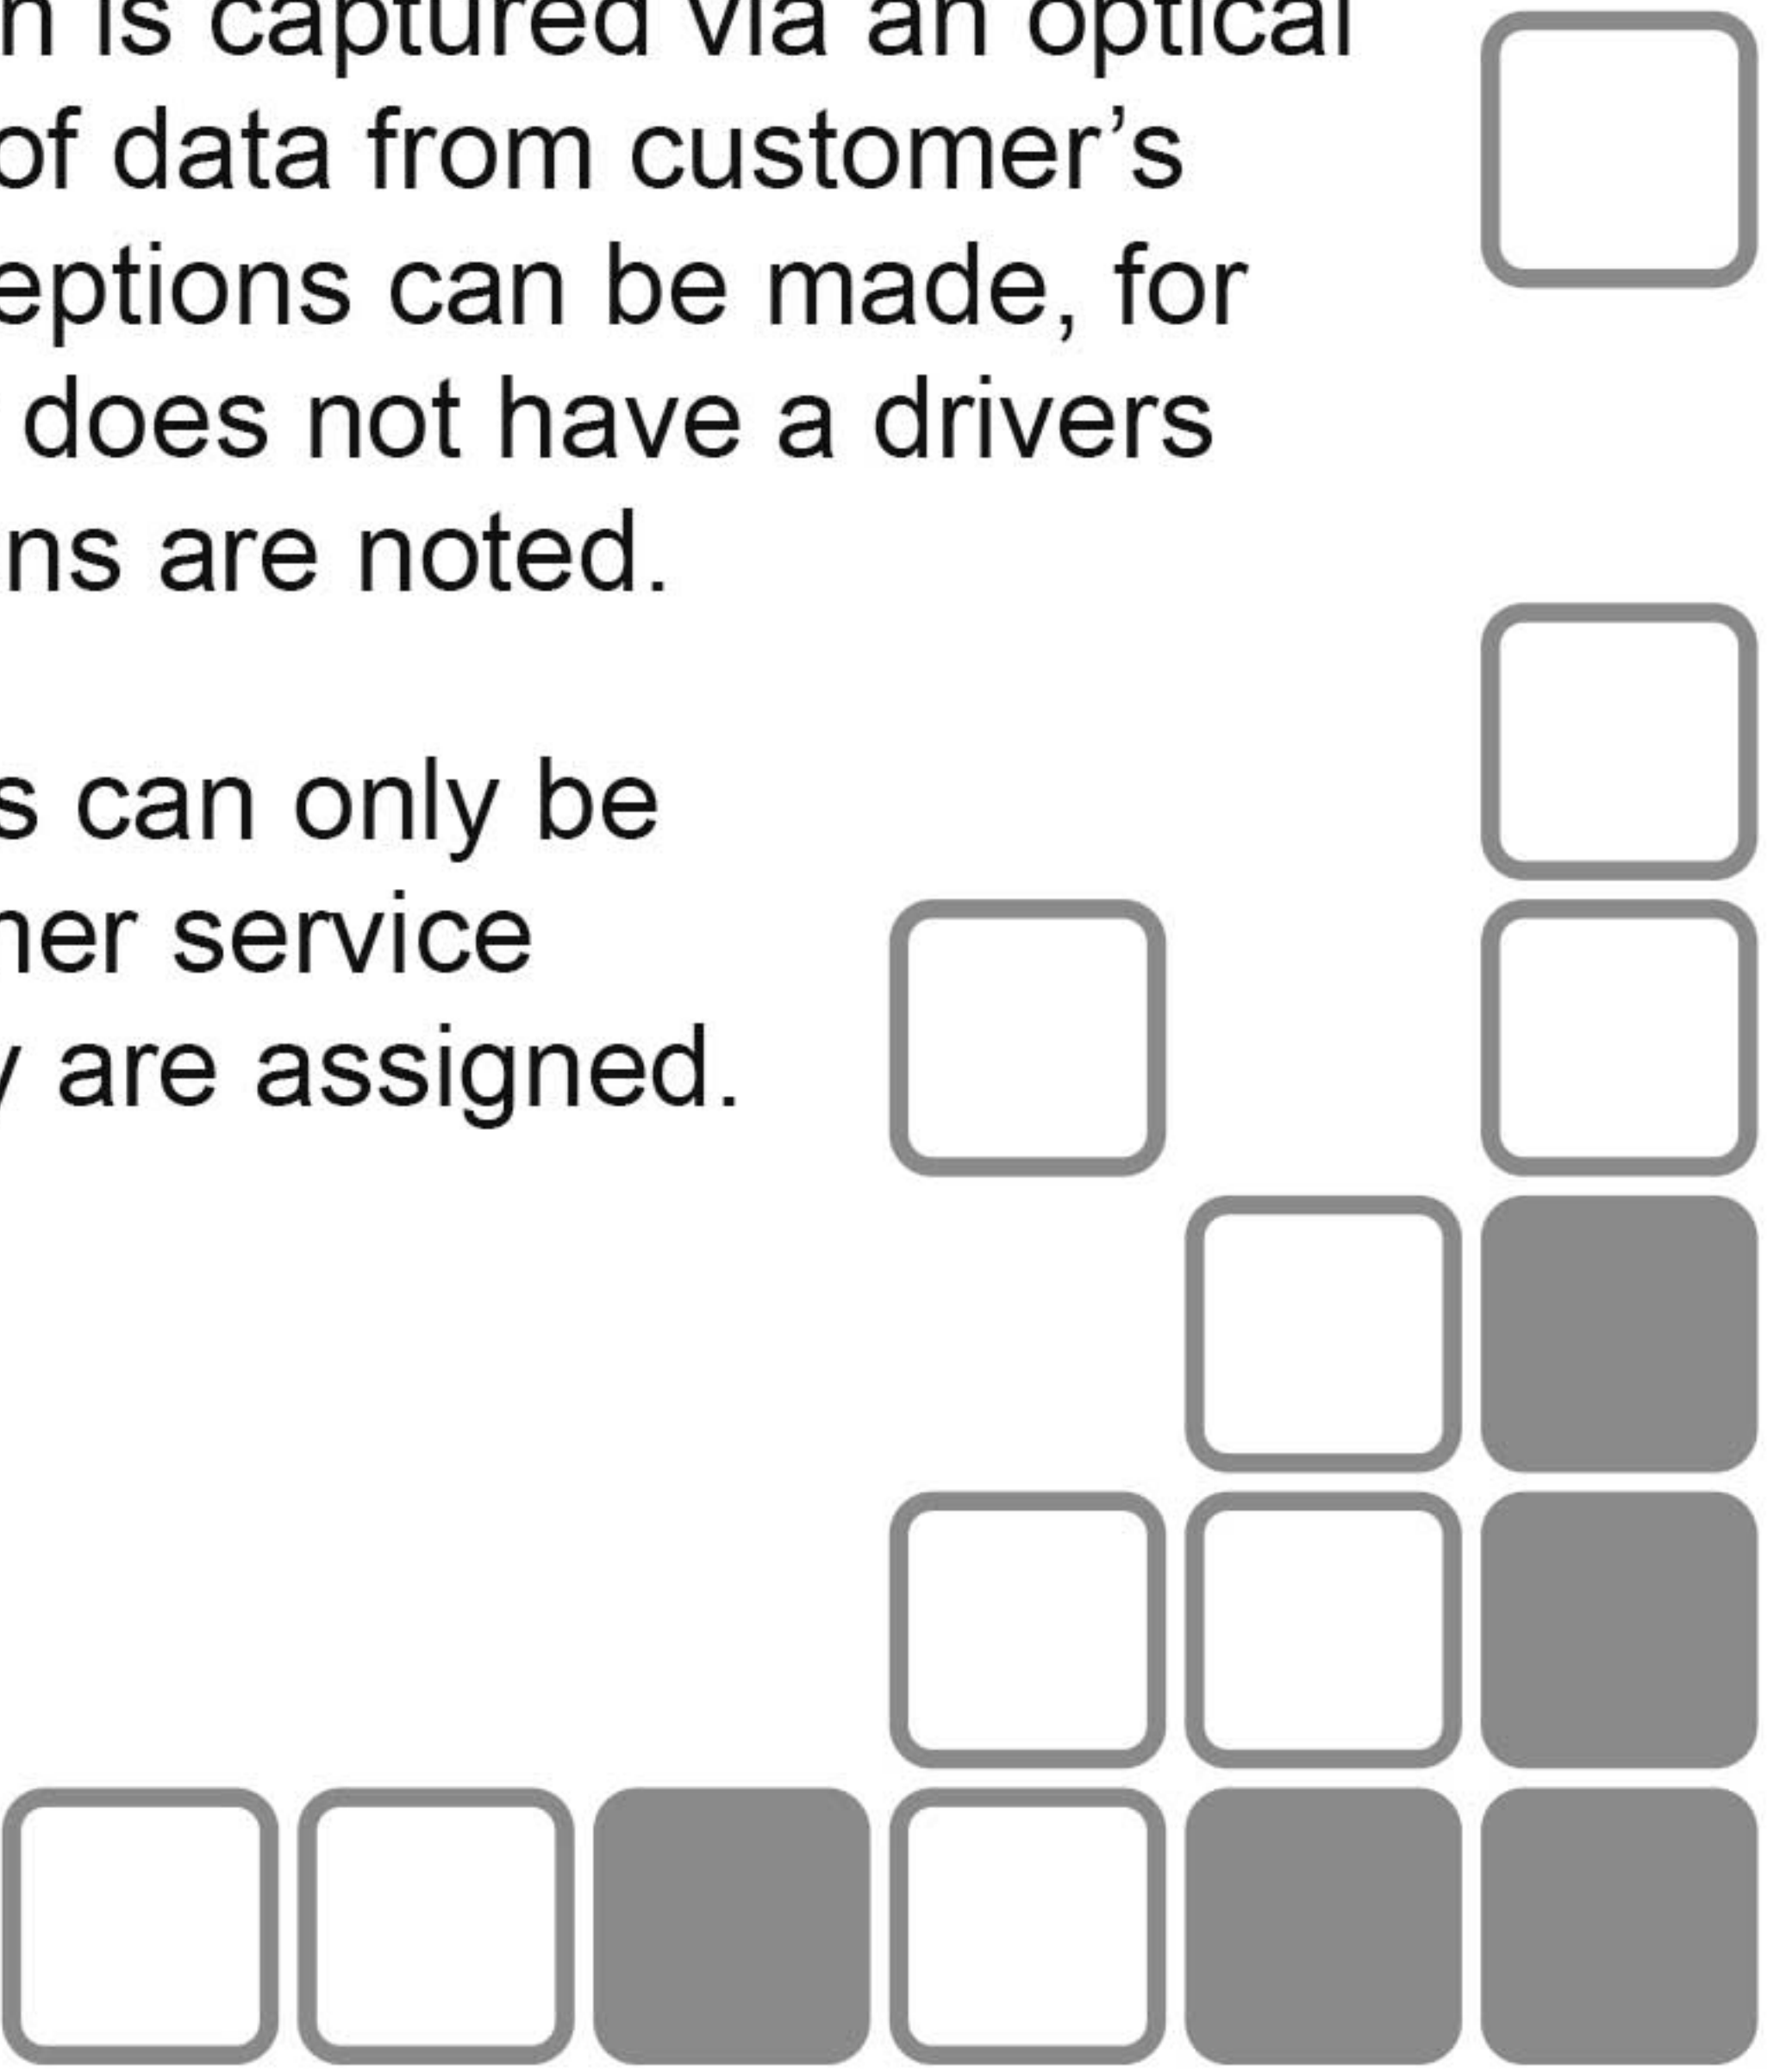 n is captured via an optical
of data from customer’s
eptions can be made, for
does not have a drivers
ns are noted.
s can only be
ner service
y are assigned.